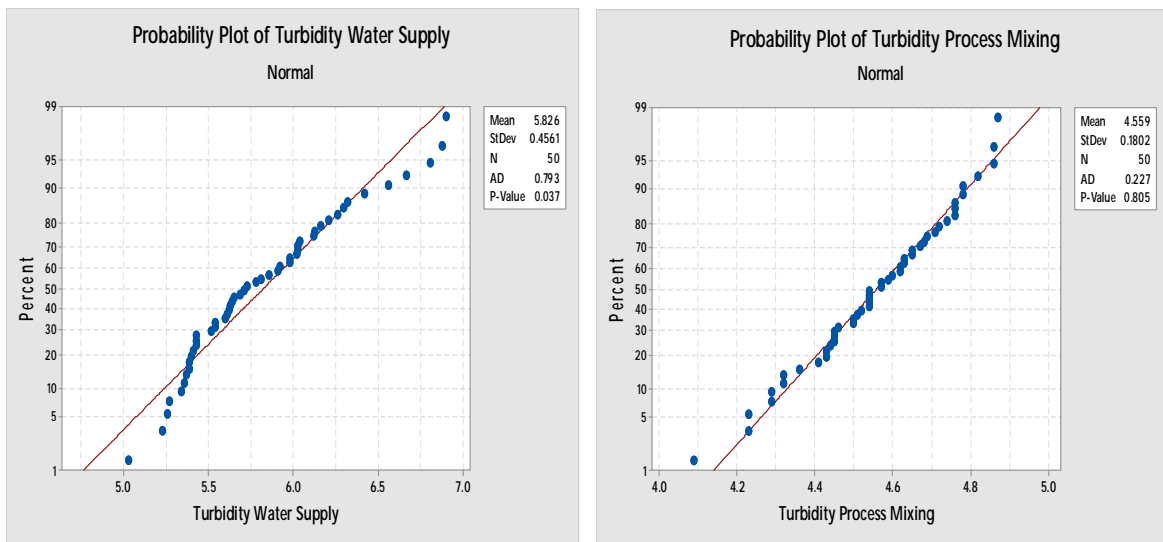 Probability Plot of Turbidity Water Supply
Normal
99
95
90
80
70
60
50
40
30
20
10
5
1
Percent
5.0 5.5 6.0 6.5 7.0
Turbidity Water Supply
Mean 5.826
StDev 0.4561
N 50
AD 0.793
P-Value 0.037
Probability Plot of Turbidity Process Mixing
Normal
99
95
90
80
70
60
50
40
30
20
10
5
1
Percent
4.0 4.2 4.4 4.6 4.8 5.0
Turbidity Process Mixing
Mean 4.559
StDev 0.1802
N 50
AD 0.227
P-Value 0.805